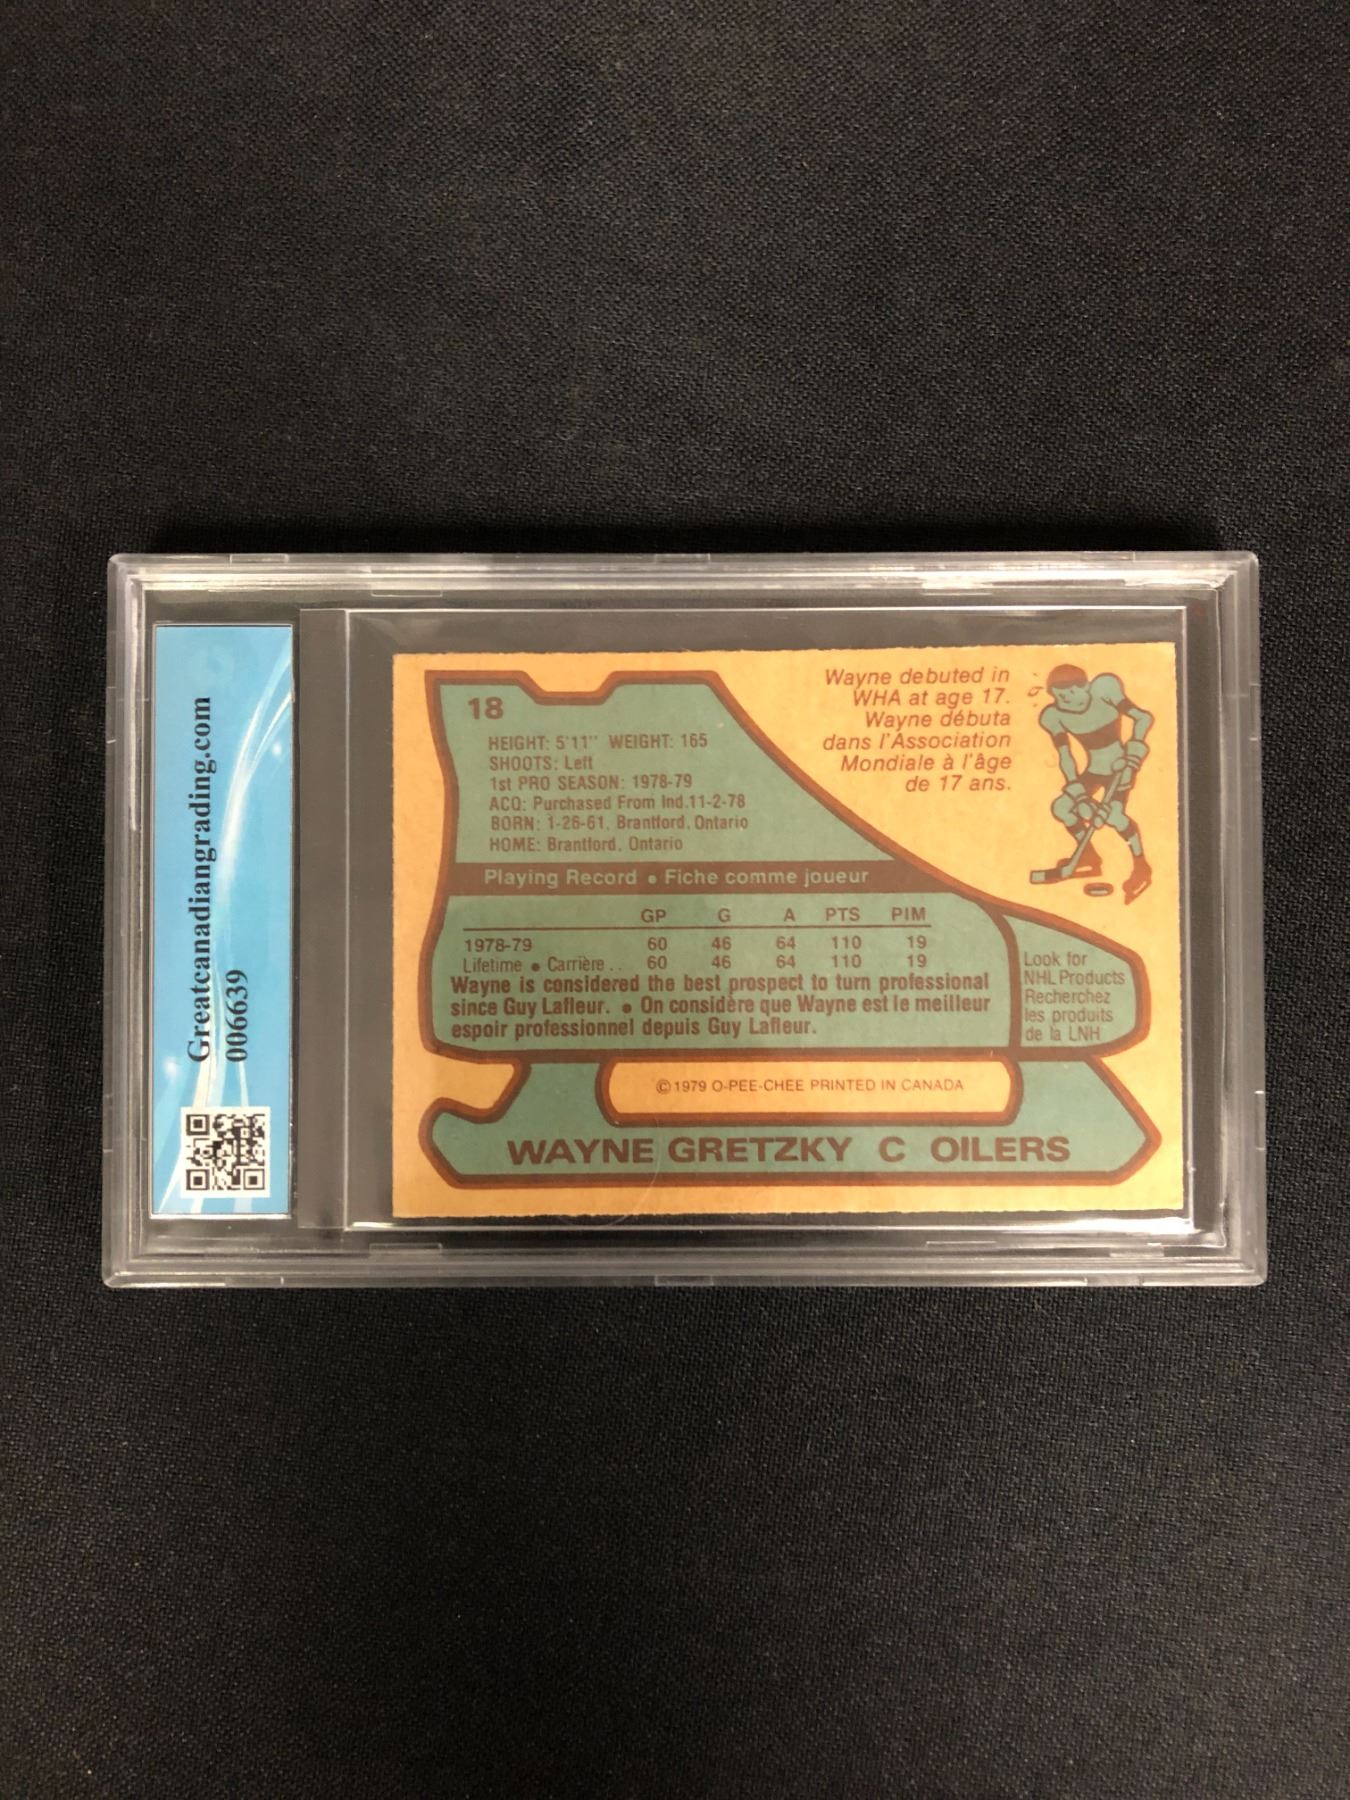 Greatcanadiangrading.com
006639
18
HEIGHT: 5'11" WEIGHT: 165
SHOOTS: Left
1st PRO SEASON: 1978-79
ACQ: Purchased From Ind.11-2-78
BORN: 1-26-61, Brantford, Ontario
HOME: Brantford, Ontario
Wayne debuted in
WHA at age 17.
Wayne débuta
dans l'Association
Mondiale à l'âge
de 17 ans.
Playing Record • Fiche comme joueur
GP G A PTS PIM
1978-79 60 46 64 110 19
Lifetime • Carrière.. 60 46 64 110 19
Wayne is considered the best prospect to turn professional
since Guy Lafleur. • On considère que Wayne est le meilleur
espoir professionnel depuis Guy Lafleur.
Look for
NHL Products
Recherchez
les produits
de la LNH
© 1979 O-PEE-CHEE PRINTED IN CANADA
WAYNE GRETZKY C OILERS